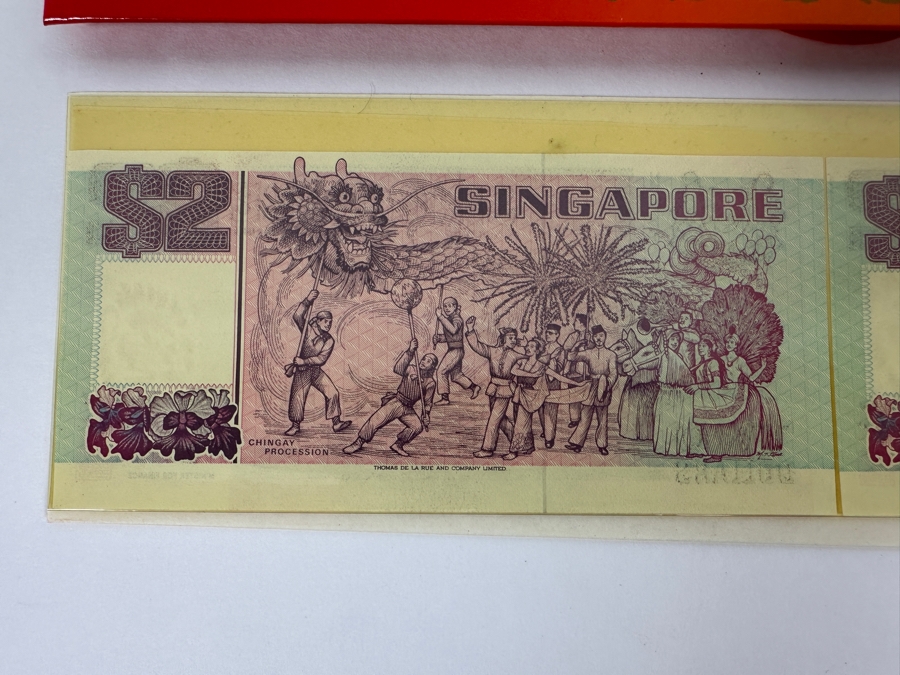 $2
SINGAPORE
CHINGAY
PROCESSION
THOMAS DE LA RUE AND COMPANY LIMITED
$